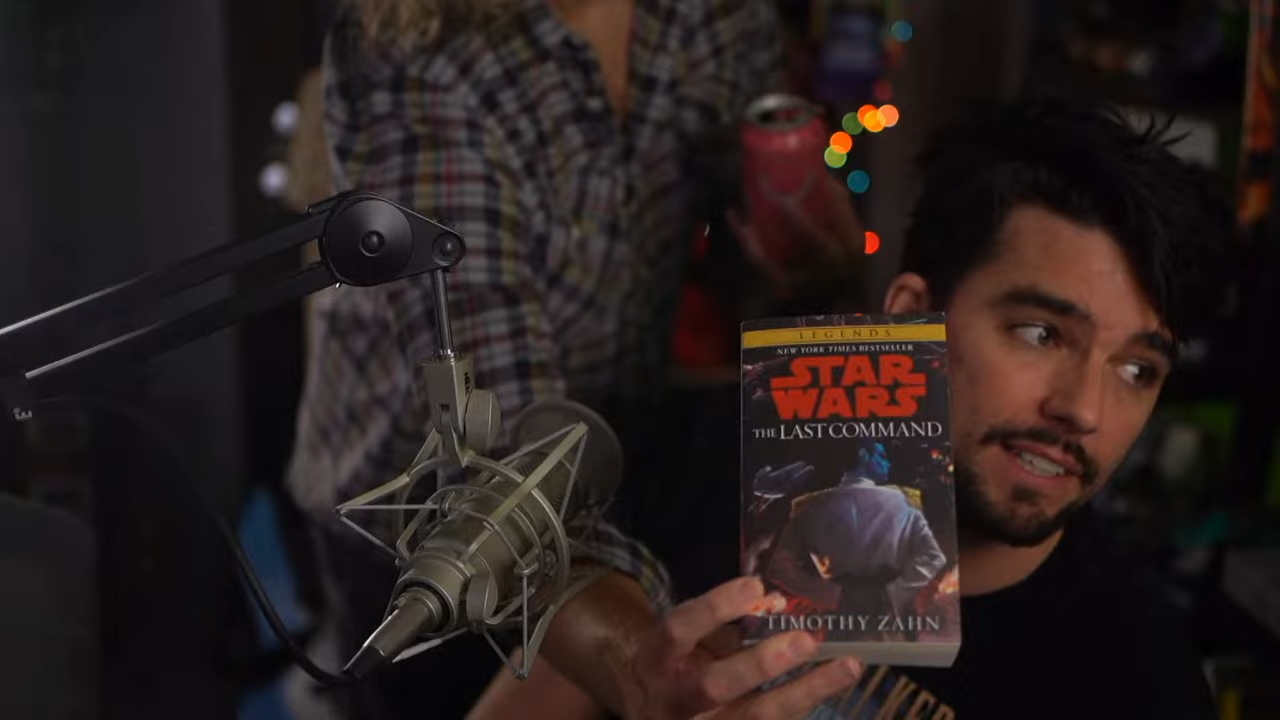 LEGENDS
NEW YORK TIMES BESTSELLER
STAR
WARS
THE LAST COMMAND
TIMOTHY ZAHN